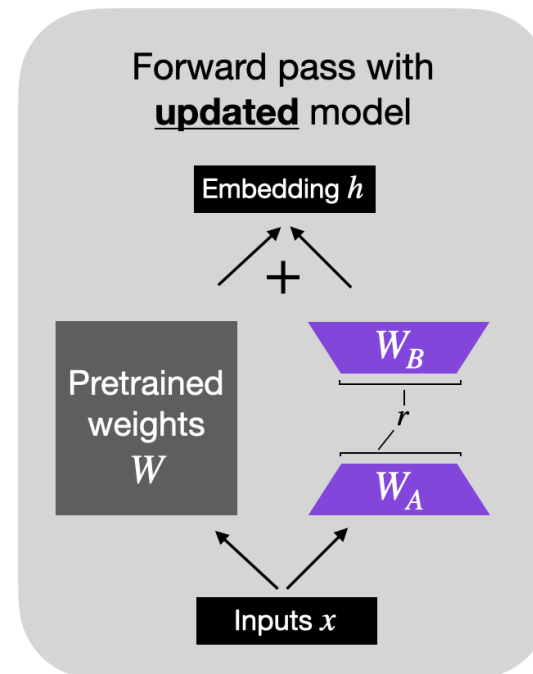 Forward pass with
updated model
Embedding h
+
Pretrained
weights
W
W_B
r
W_A
Inputs x